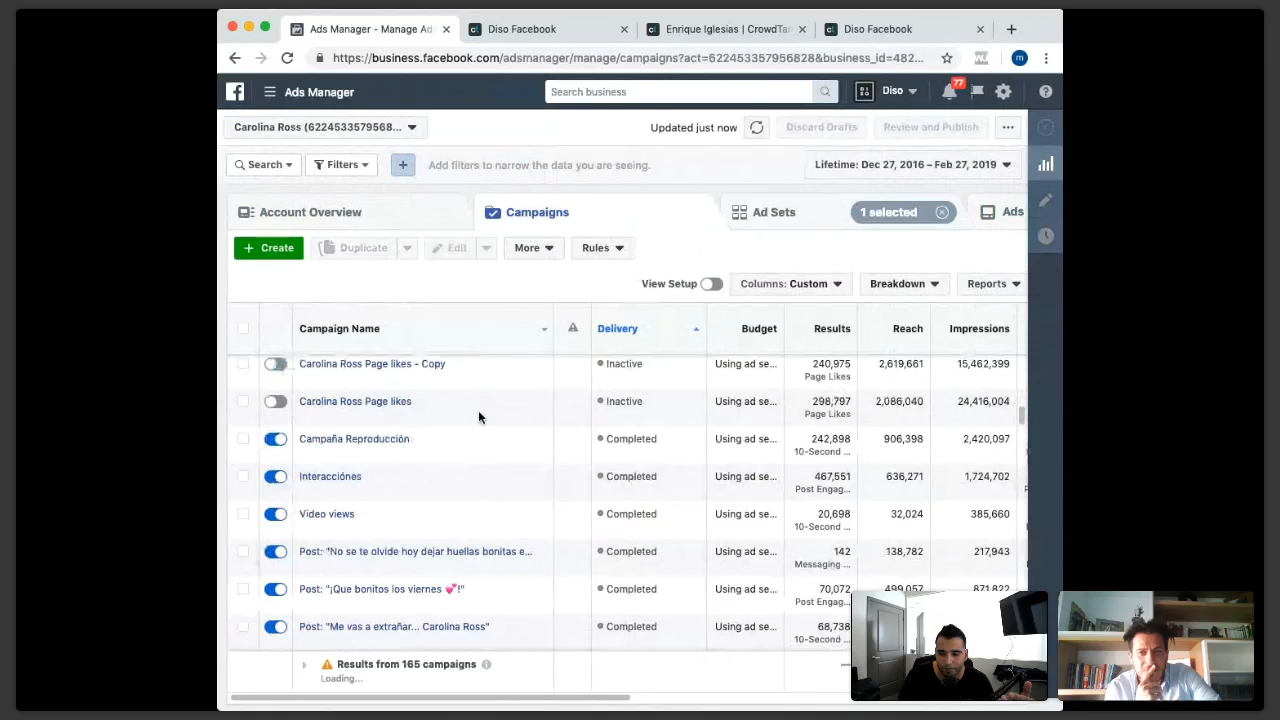 Ads Manager - Manage Ad
Diso Facebook
Enrique Iglesias | CrowdTan
Diso Facebook
https://business.facebook.com/adsmanager/manage/campaigns?act=622453357956828&business_id=482...
Ads Manager
Search business
Diso
77
Carolina Ross (6224533579568...
Updated just now
Discard Drafts
Review and Publish
Search
Filters
Add filters to narrow the data you are seeing.
Lifetime: Dec 27, 2016 – Feb 27, 2019
Account Overview
Campaigns
Ad Sets
1 selected
Ads
+ Create
Duplicate
Edit
More
Rules
View Setup
Columns: Custom
Breakdown
Reports
Campaign Name Delivery Budget Results Reach Impressions
Carolina Ross Page likes - Copy Inactive Using ad se... 240,975 2,619,661 15,462,399
Page Likes
Carolina Ross Page likes Inactive Using ad se... 298,797 2,086,040 24,416,004
Page Likes
Campaña Reproducción Completed Using ad se... 242,898 906,398 2,420,097
10-Second ...
Interacciónes Completed Using ad se... 467,551 636,271 1,724,702
Post Engag...
Video views Completed Using ad se... 20,698 32,024 385,660
10-Second ...
Post: "No se te olvide hoy dejar huellas bonitas e... Completed Using ad se... 142 138,782 217,943
Messaging ...
Post: "¡Que bonitos los viernes 💕!" Completed Using ad se... 70,072 499,057 871,822
Post Engag...
Post: "Me vas a extrañar... Carolina Ross" Completed Using ad se... 68,738
10-Second ...
Results from 165 campaigns
Loading...